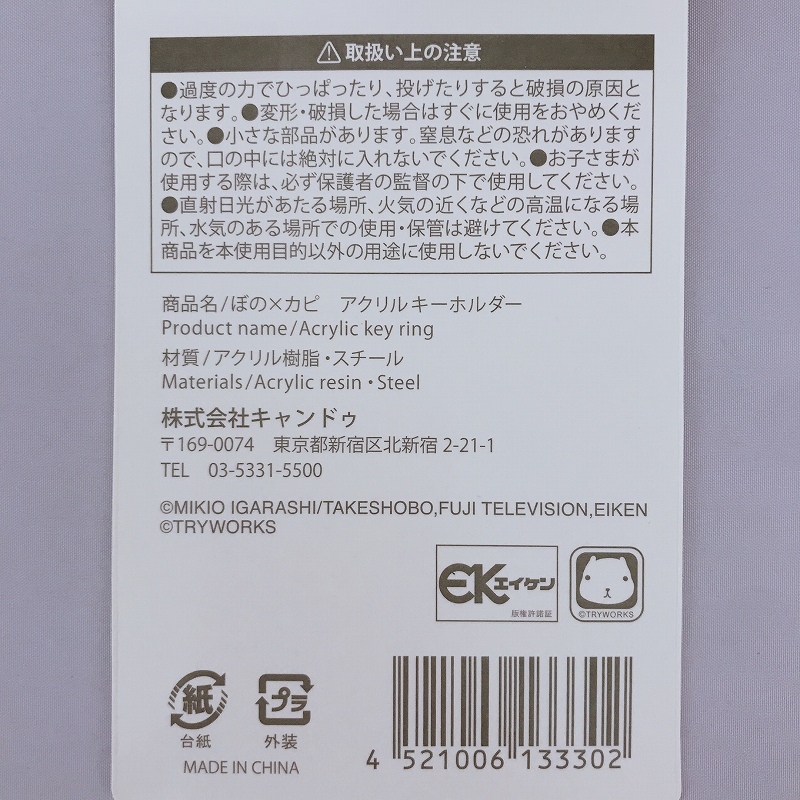 ⚠取扱い上の注意
●過度の力でひっぱったり、投げたりすると破損の原因と
なります。●変形・破損した場合はすぐに使用をおやめくだ
さい。●小さな部品があります。窒息などの恐れがあります
ので、口の中には絶対に入れないでください。●お子さまが
使用する際は、必ず保護者の監督の下で使用してください。
●直射日光があたる場所、火気の近くなどの高温になる場
所、水気のある場所での使用・保管は避けてください。●本
商品を本使用目的以外の用途に使用しないでください。
商品名/ぼの×カピ アクリルキーホルダー
Product name/Acrylic key ring
材質/アクリル樹脂・スチール
Materials/Acrylic resin・Steel
株式会社キャンドゥ
〒169-0074 東京都新宿区北新宿 2-21-1
TEL 03-5331-5500
©MIKIO IGARASHI/TAKESHOBO,FUJI TELEVISION,EIKEN
©TRYWORKS
EKエイケン
版権許諾証
©TRYWORKS
紙
台紙
プラ
外装
MADE IN CHINA
4 521006 133302